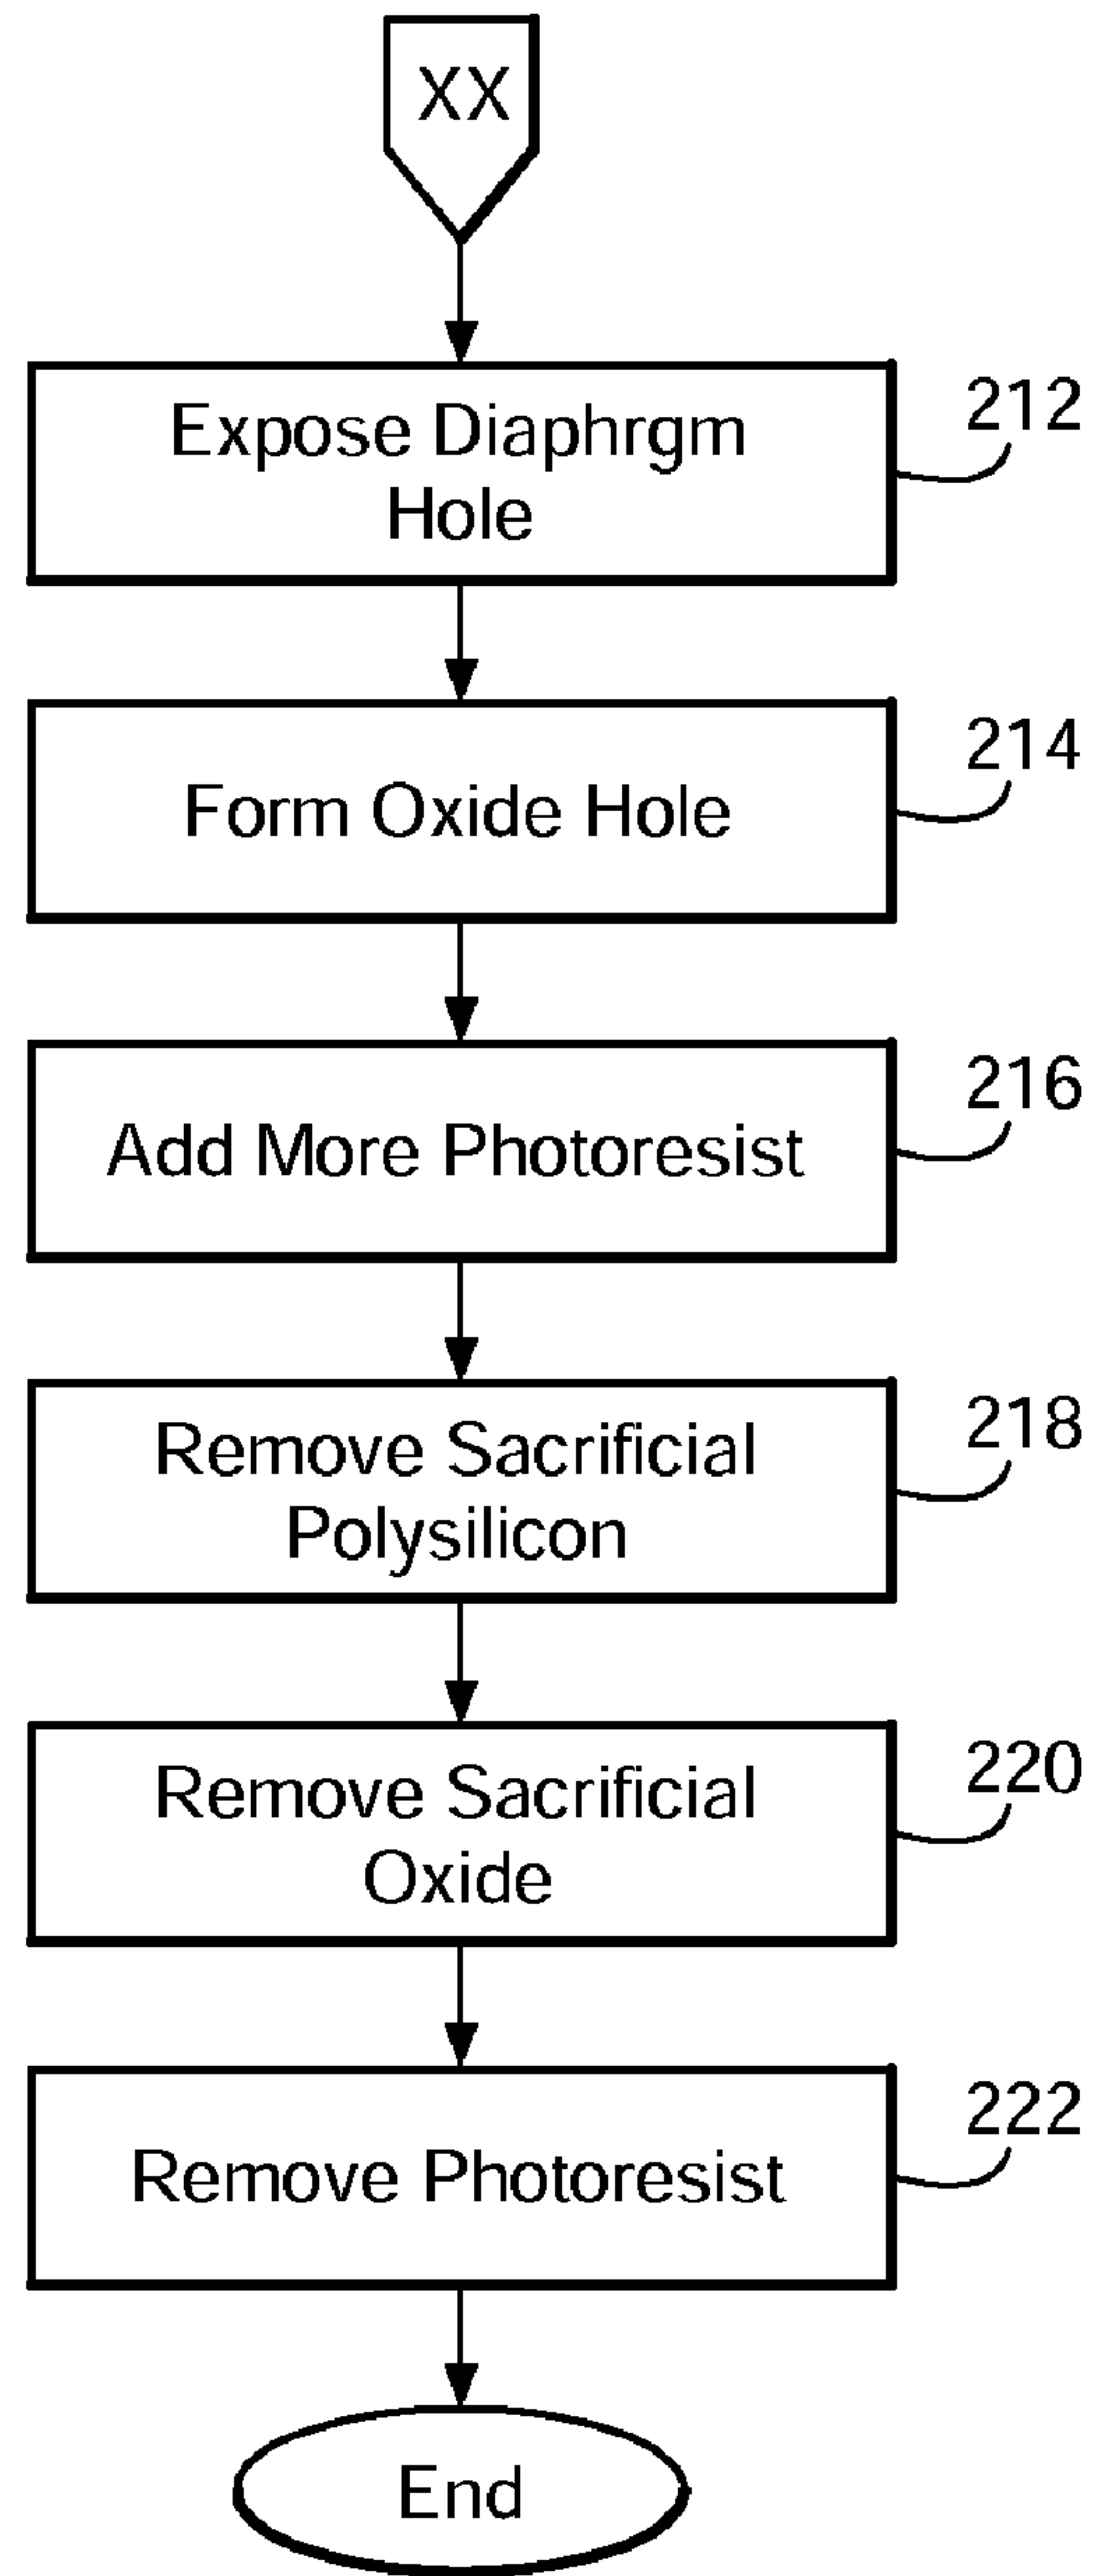 XX
Expose Diaphrgm
Hole
212
Form Oxide Hole
214
Add More Photoresist
216
Remove Sacrificial
Polysilicon
218
Remove Sacrificial
Oxide
220
Remove Photoresist
222
End